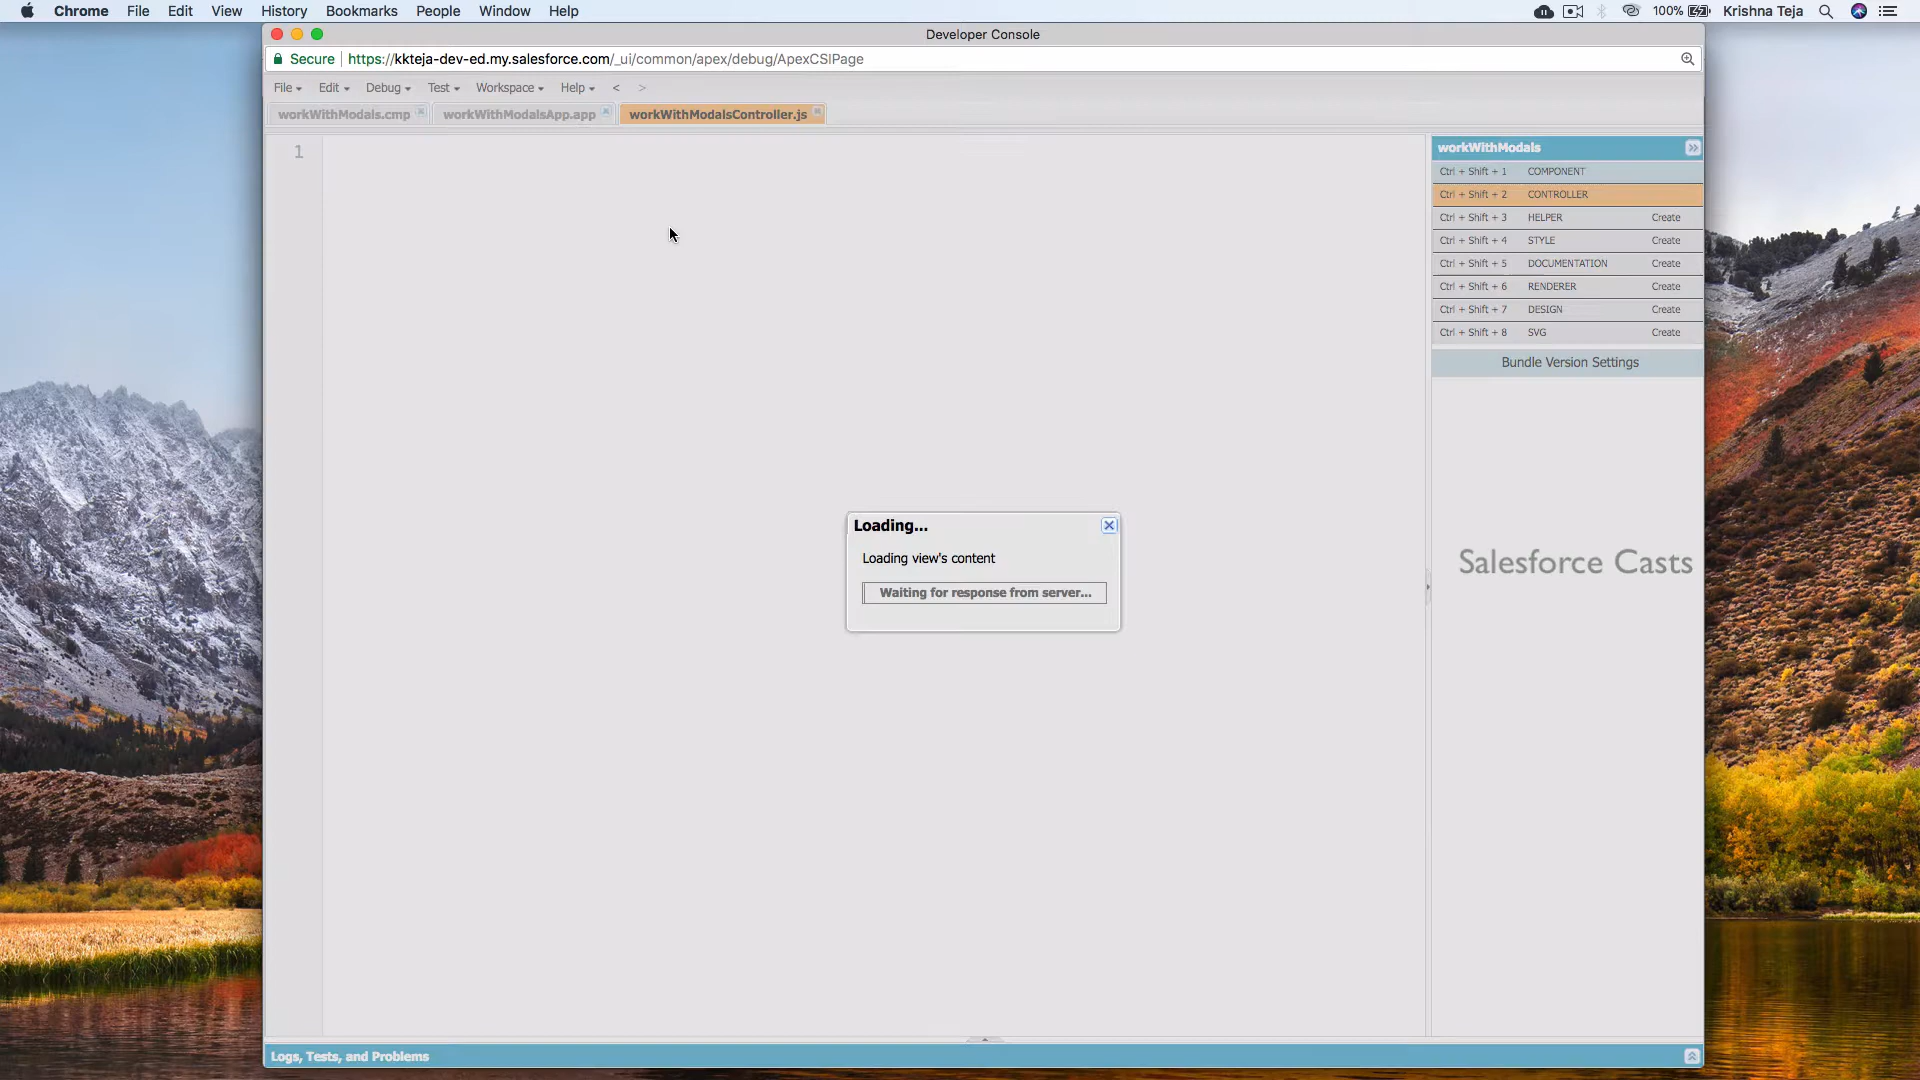 Chrome File Edit View History Bookmarks People Window Help 100% Krishna Teja
Developer Console
Secure https://kkteja-dev-ed.my.salesforce.com/_ui/common/apex/debug/ApexCSIPage
File Edit Debug Test Workspace Help < >
workWithModals.cmp workWithModalsApp.app workWithModalsController.js
1
workWithModals
Ctrl + Shift + 1 COMPONENT
Ctrl + Shift + 2 CONTROLLER
Ctrl + Shift + 3 HELPER Create
Ctrl + Shift + 4 STYLE Create
Ctrl + Shift + 5 DOCUMENTATION Create
Ctrl + Shift + 6 RENDERER Create
Ctrl + Shift + 7 DESIGN Create
Ctrl + Shift + 8 SVG Create
Bundle Version Settings
Loading...
Loading view's content
Waiting for response from server...
Salesforce Casts
Logs, Tests, and Problems